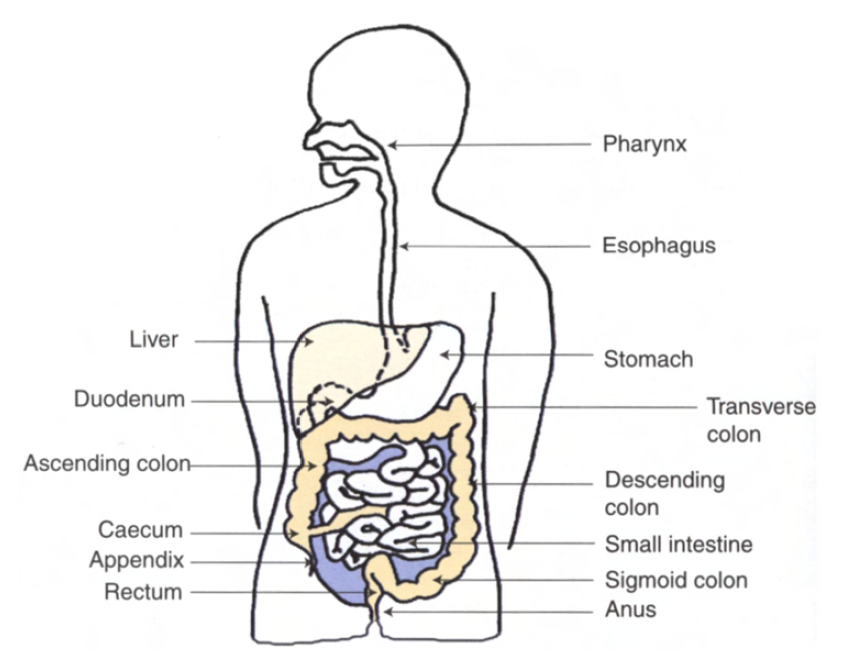 Pharynx
Esophagus
Liver
Stomach
Duodenum
Transverse
colon
Ascending colon
Descending
colon
Caecum
Small intestine
Appendix
Sigmoid colon
Rectum
Anus